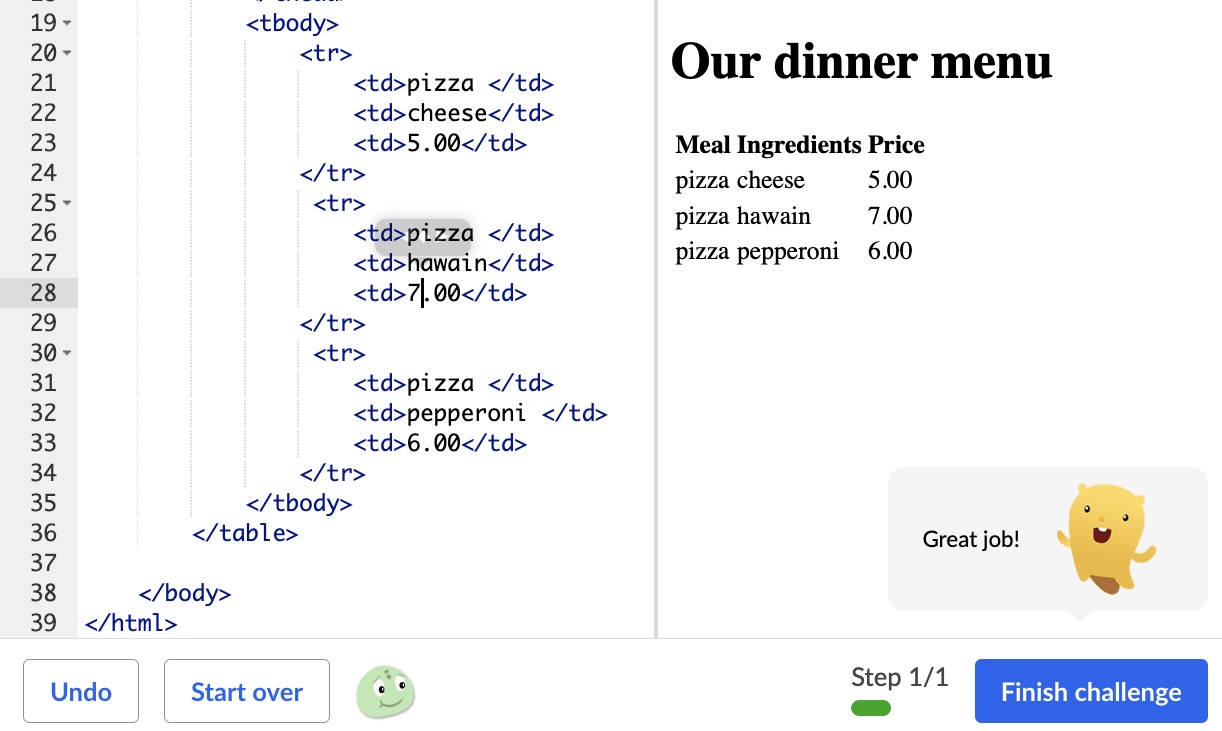 19 <tbody>
20 <tr>
21 <td>pizza </td>
22 <td>cheese</td>
23 <td>5.00</td>
24 </tr>
25 <tr>
26 <td>pizza </td>
27 <td>hawain</td>
28 <td>7.00</td>
29 </tr>
30 <tr>
31 <td>pizza </td>
32 <td>pepperoni </td>
33 <td>6.00</td>
34 </tr>
35 </tbody>
36 </table>
37
38 </body>
39 </html>
Our dinner menu
Meal Ingredients Price
pizza cheese 5.00
pizza hawain 7.00
pizza pepperoni 6.00
Great job!
Undo
Start over
Step 1/1
Finish challenge